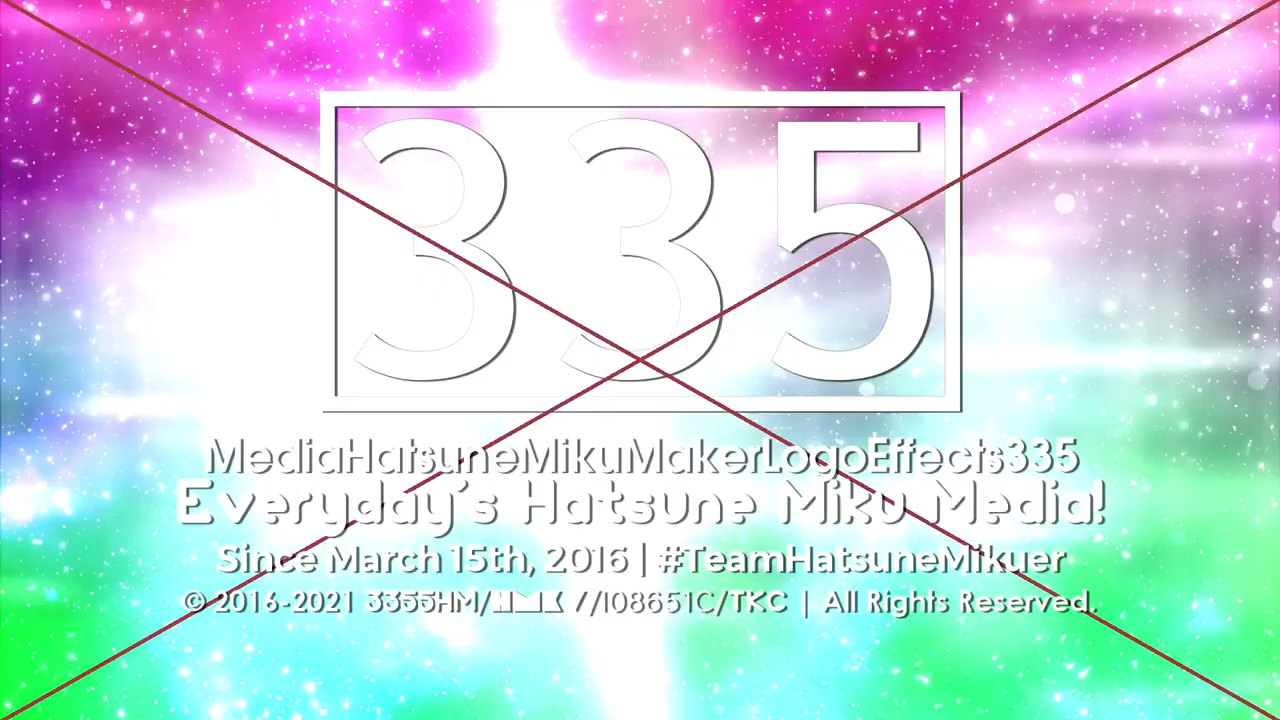 335
MediaHatsuneMikuMakerLogoEffects335
Everyday's Hatsune Miku Media!
Since March 15th, 2016 | #TeamHatsuneMikuer
© 2016-2021 3355HM/HMK V/108651C/TKC | All Rights Reserved.